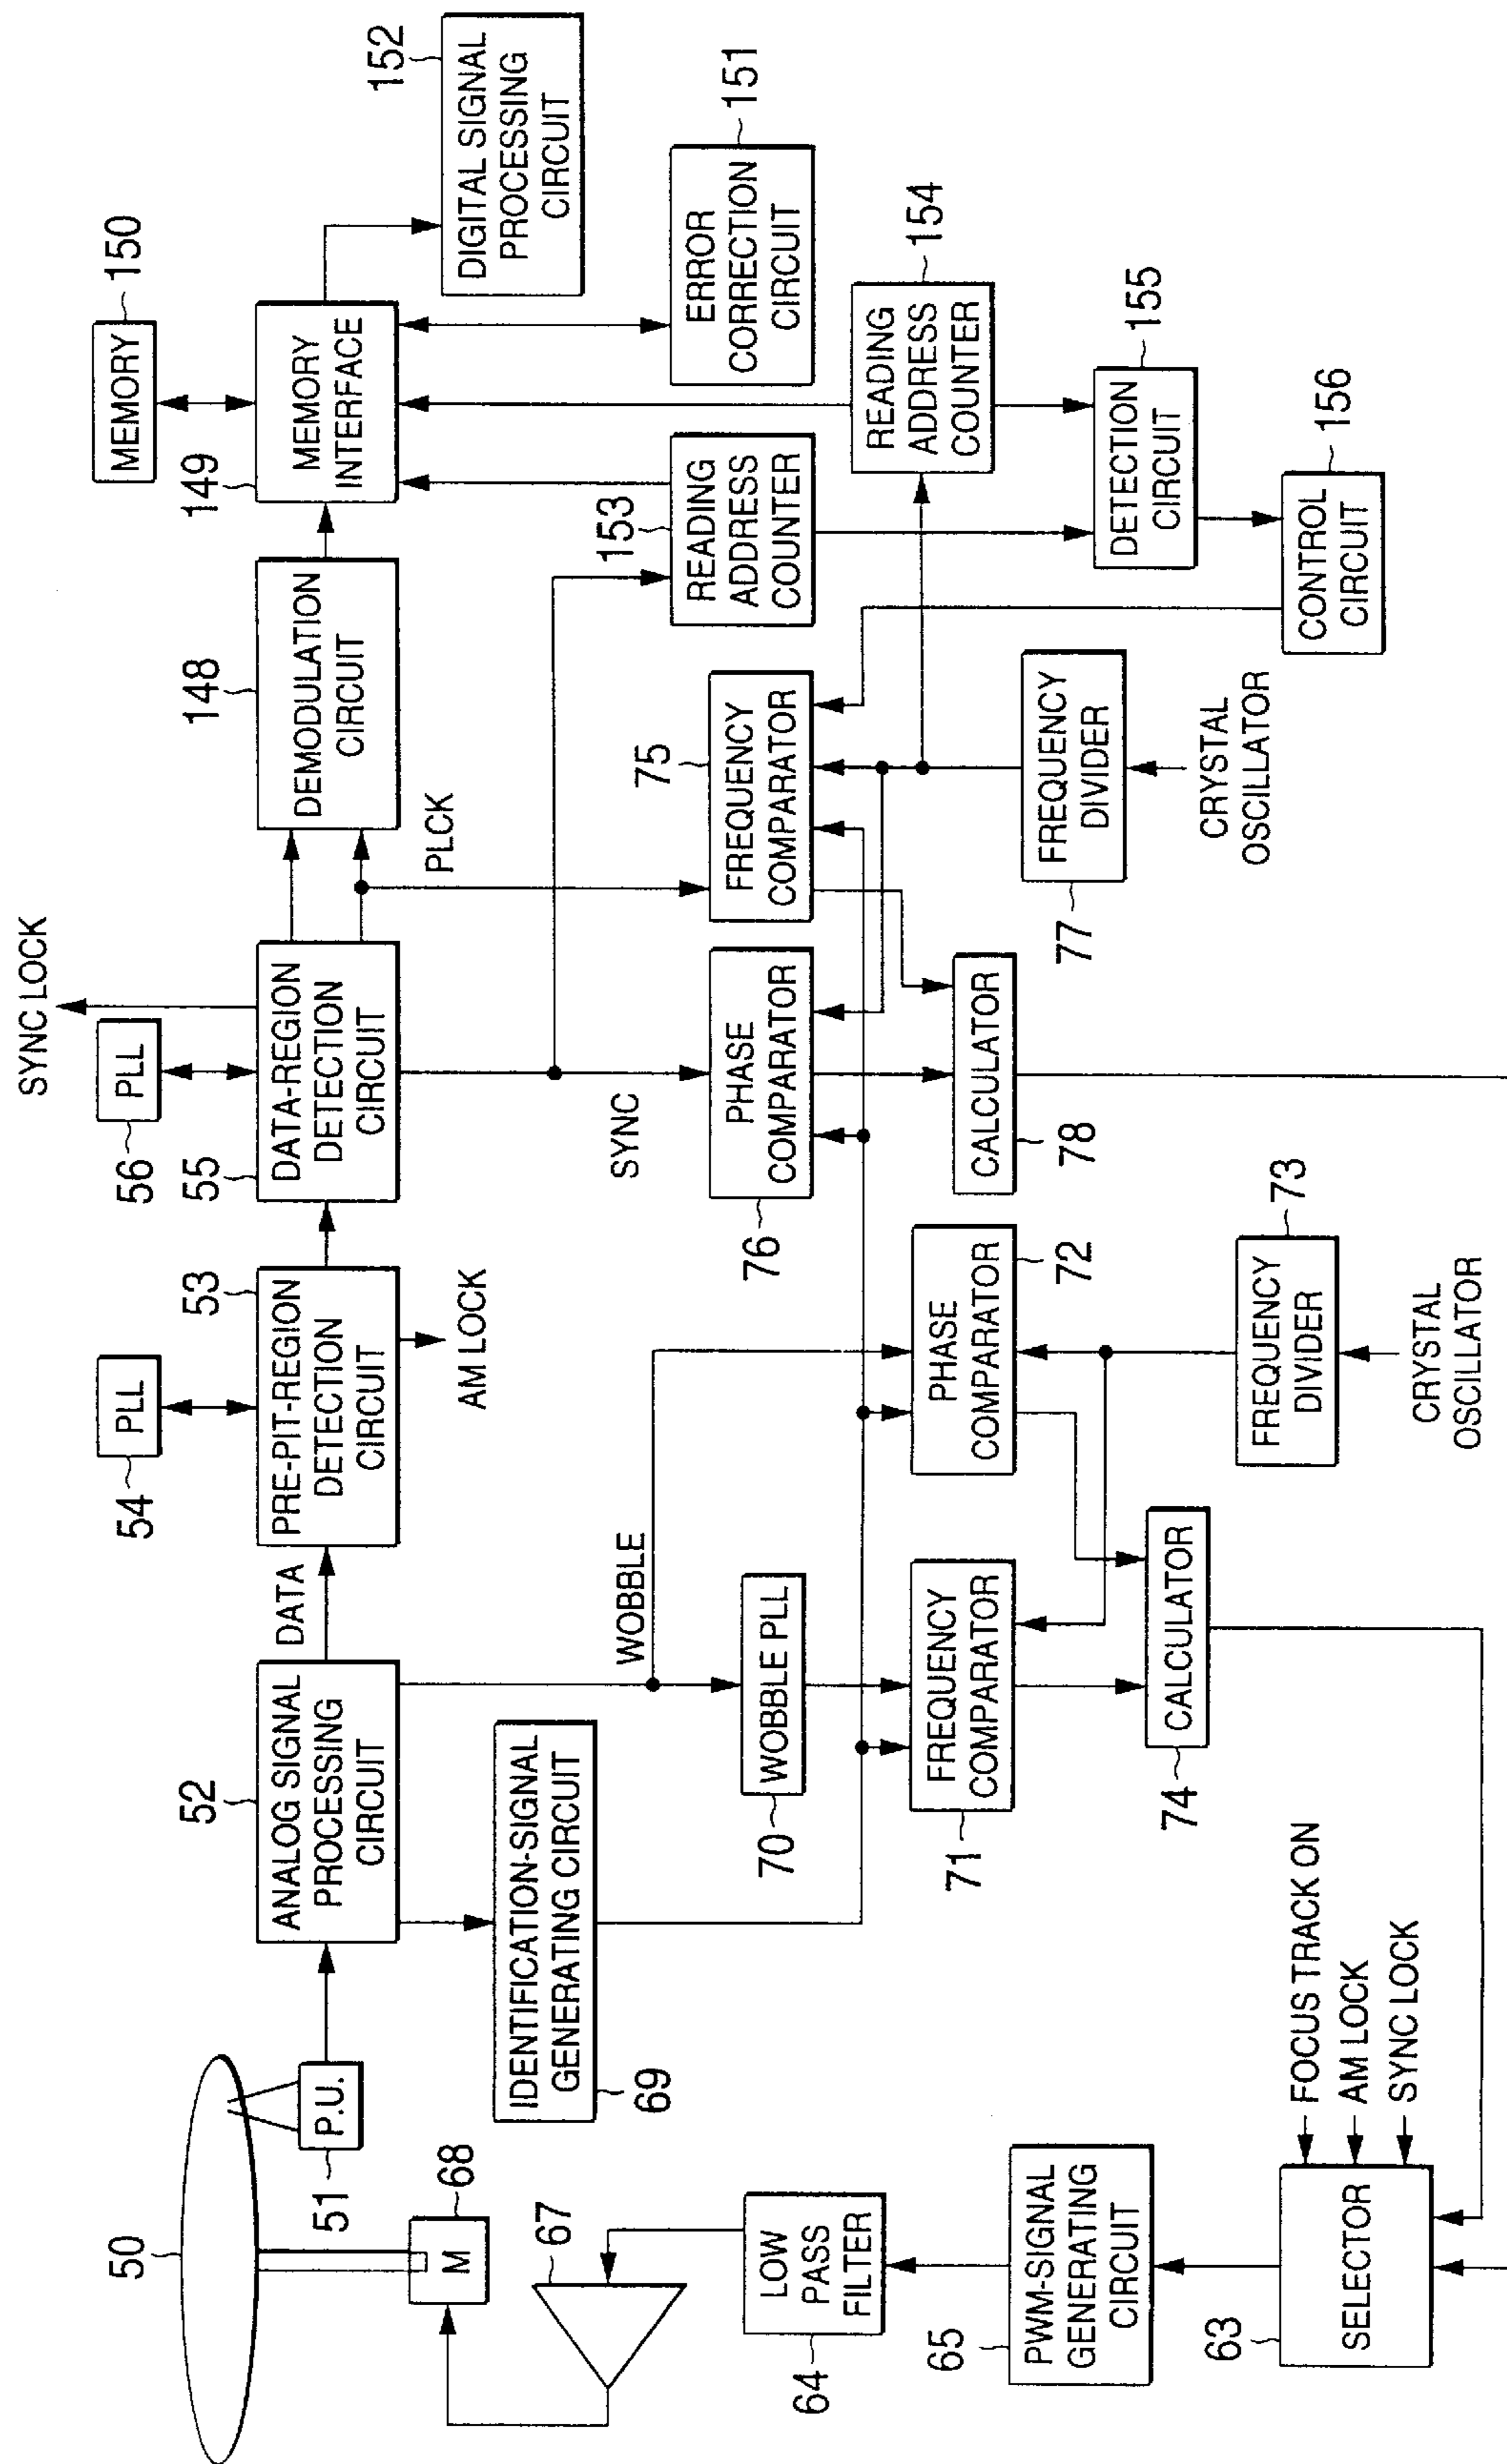 50
51
P.U.
68
M
67
52
ANALOG SIGNAL
PROCESSING
CIRCUIT
DATA
54
PLL
53
PRE-PIT-REGION
DETECTION
CIRCUIT
AM LOCK
SYNC LOCK
56
PLL
55
DATA-REGION
DETECTION
CIRCUIT
PLCK
SYNC
148
DEMODULATION
CIRCUIT
149
MEMORY
INTERFACE
MEMORY
150
152
DIGITAL SIGNAL
PROCESSING
CIRCUIT
151
ERROR
CORRECTION
CIRCUIT
153
READING
ADDRESS
COUNTER
154
READING
ADDRESS
COUNTER
155
DETECTION
CIRCUIT
156
CONTROL
CIRCUIT
69
IDENTIFICATION-SIGNAL
GENERATING CIRCUIT
WOBBLE
70
WOBBLE PLL
71
FREQUENCY
COMPARATOR
72
PHASE
COMPARATOR
73
FREQUENCY
DIVIDER
CRYSTAL
OSCILLATOR
74
CALCULATOR
76
PHASE
COMPARATOR
75
FREQUENCY
COMPARATOR
77
FREQUENCY
DIVIDER
CRYSTAL
OSCILLATOR
78
CALCULATOR
64
LOW
PASS
FILTER
65
PWM-SIGNAL
GENERATING
CIRCUIT
63
SELECTOR
FOCUS TRACK ON
AM LOCK
SYNC LOCK